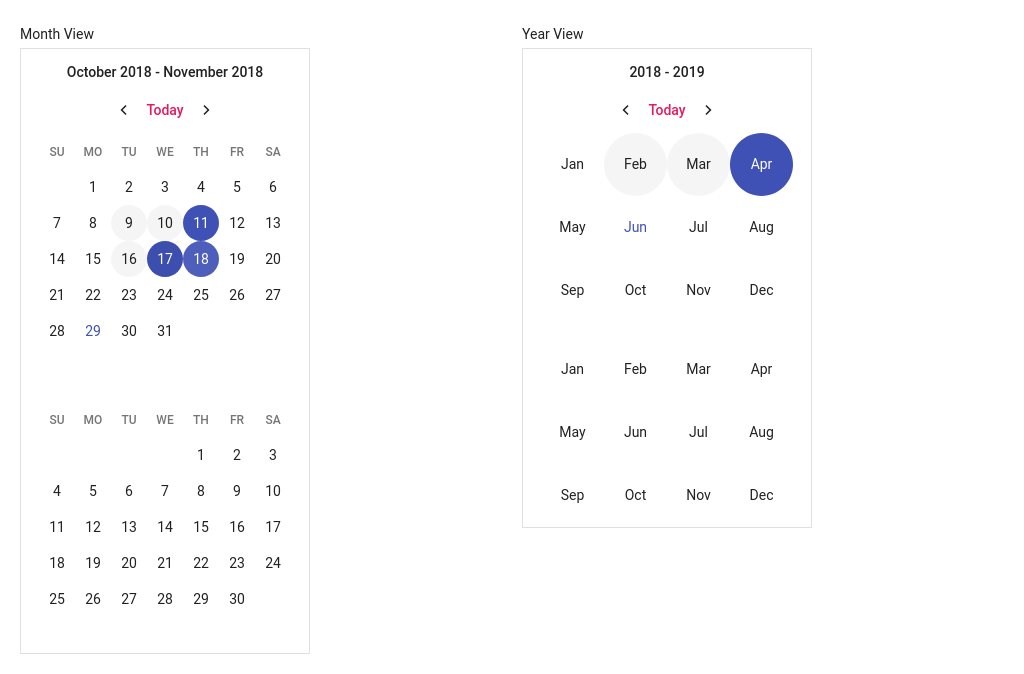 Month View
October 2018 - November 2018
Today
SU MO TU WE TH FR SA
1 2 3 4 5 6
7 8 9 10 11 12 13
14 15 16 17 18 19 20
21 22 23 24 25 26 27
28 29 30 31
SU MO TU WE TH FR SA
1 2 3
4 5 6 7 8 9 10
11 12 13 14 15 16 17
18 19 20 21 22 23 24
25 26 27 28 29 30
Year View
2018 - 2019
Today
Jan Feb Mar Apr
May Jun Jul Aug
Sep Oct Nov Dec
Jan Feb Mar Apr
May Jun Jul Aug
Sep Oct Nov Dec